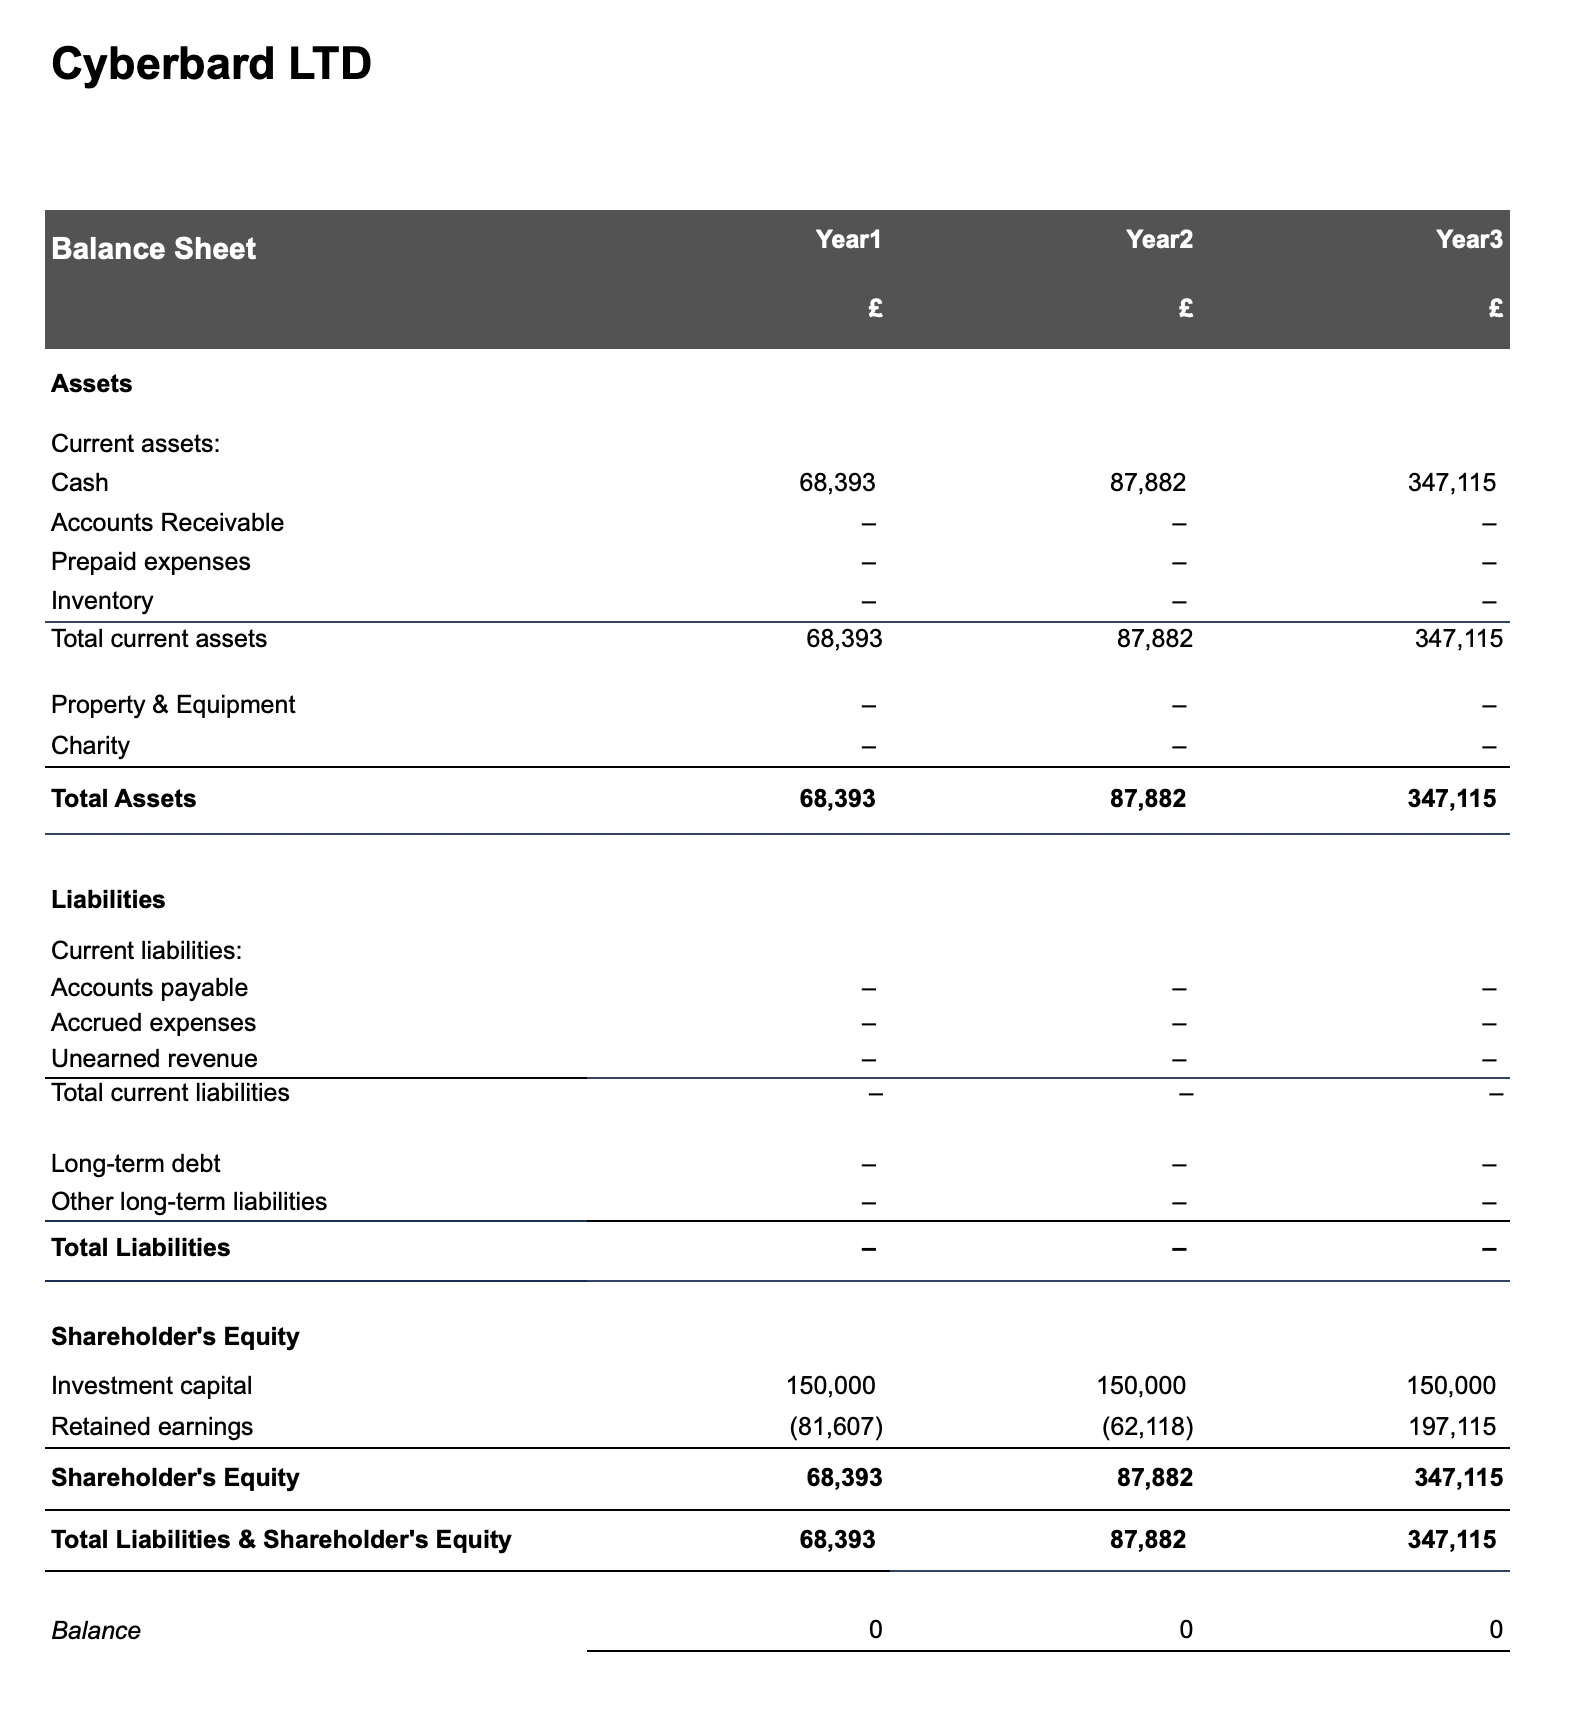 Cyberbard LTD
Balance Sheet Year1 Year2 Year3
£ £ £
Assets
Current assets:
Cash 68,393 87,882 347,115
Accounts Receivable – – –
Prepaid expenses – – –
Inventory – – –
Total current assets 68,393 87,882 347,115
Property & Equipment – – –
Charity – – –
Total Assets 68,393 87,882 347,115
Liabilities
Current liabilities:
Accounts payable – – –
Accrued expenses – – –
Unearned revenue – – –
Total current liabilities – – –
Long-term debt – – –
Other long-term liabilities – – –
Total Liabilities – – –
Shareholder's Equity
Investment capital 150,000 150,000 150,000
Retained earnings (81,607) (62,118) 197,115
Shareholder's Equity 68,393 87,882 347,115
Total Liabilities & Shareholder's Equity 68,393 87,882 347,115
Balance 0 0 0